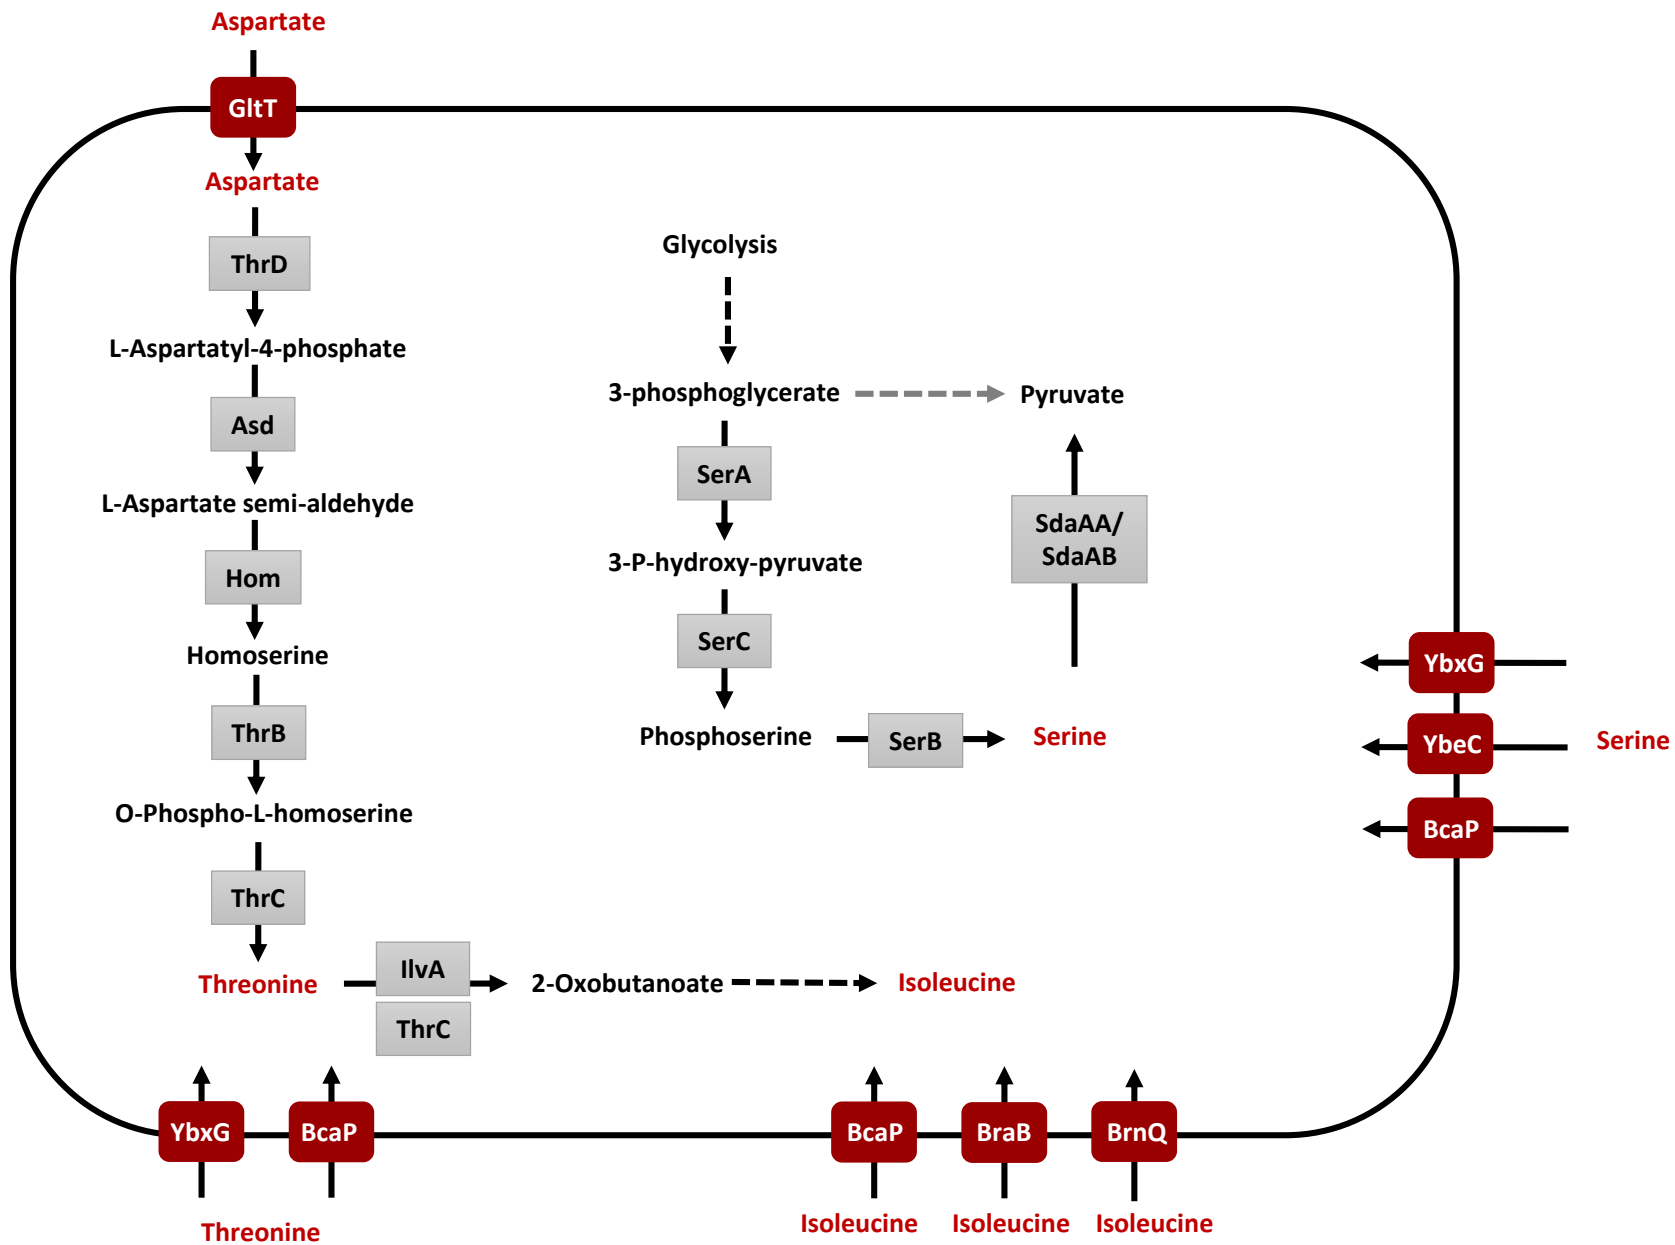 Aspartate
GltT
Aspartate
ThrD
L-Aspartatyl-4-phosphate
Asd
L-Aspartate semi-aldehyde
Hom
Homoserine
ThrB
O-Phospho-L-homoserine
ThrC
Threonine
IlvA
ThrC
2-Oxobutanoate
Isoleucine
Glycolysis
3-phosphoglycerate
Pyruvate
SerA
SdaAA/
SdaAB
3-P-hydroxy-pyruvate
SerC
Phosphoserine
SerB
Serine
YbxG
YbeC
Serine
BcaP
YbxG
BcaP
Threonine
BcaP
BraB
BrnQ
Isoleucine
Isoleucine
Isoleucine